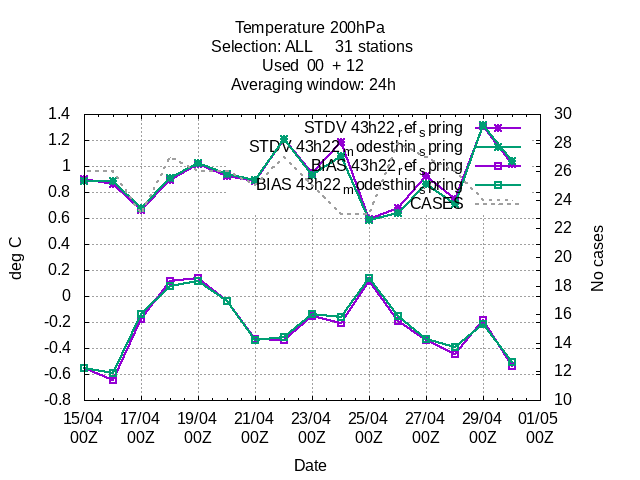 Temperature 200hPa
Selection: ALL 31 stations
Used 00 + 12
Averaging window: 24h
1.4
1.2
1
0.8
0.6
0.4
0.2
0
-0.2
-0.4
-0.6
-0.8
deg C
STDV 43h22refspring
STDV 43h22modesthinspring
BIAS 43h22refspring
BIAS 43h22modesthinspring
CASES
30
28
26
24
22
20
18
16
14
12
10
No cases
15/04 17/04 19/04 21/04 23/04 25/04 27/04 29/04 01/05
00Z 00Z 00Z 00Z 00Z 00Z 00Z 00Z 00Z
Date